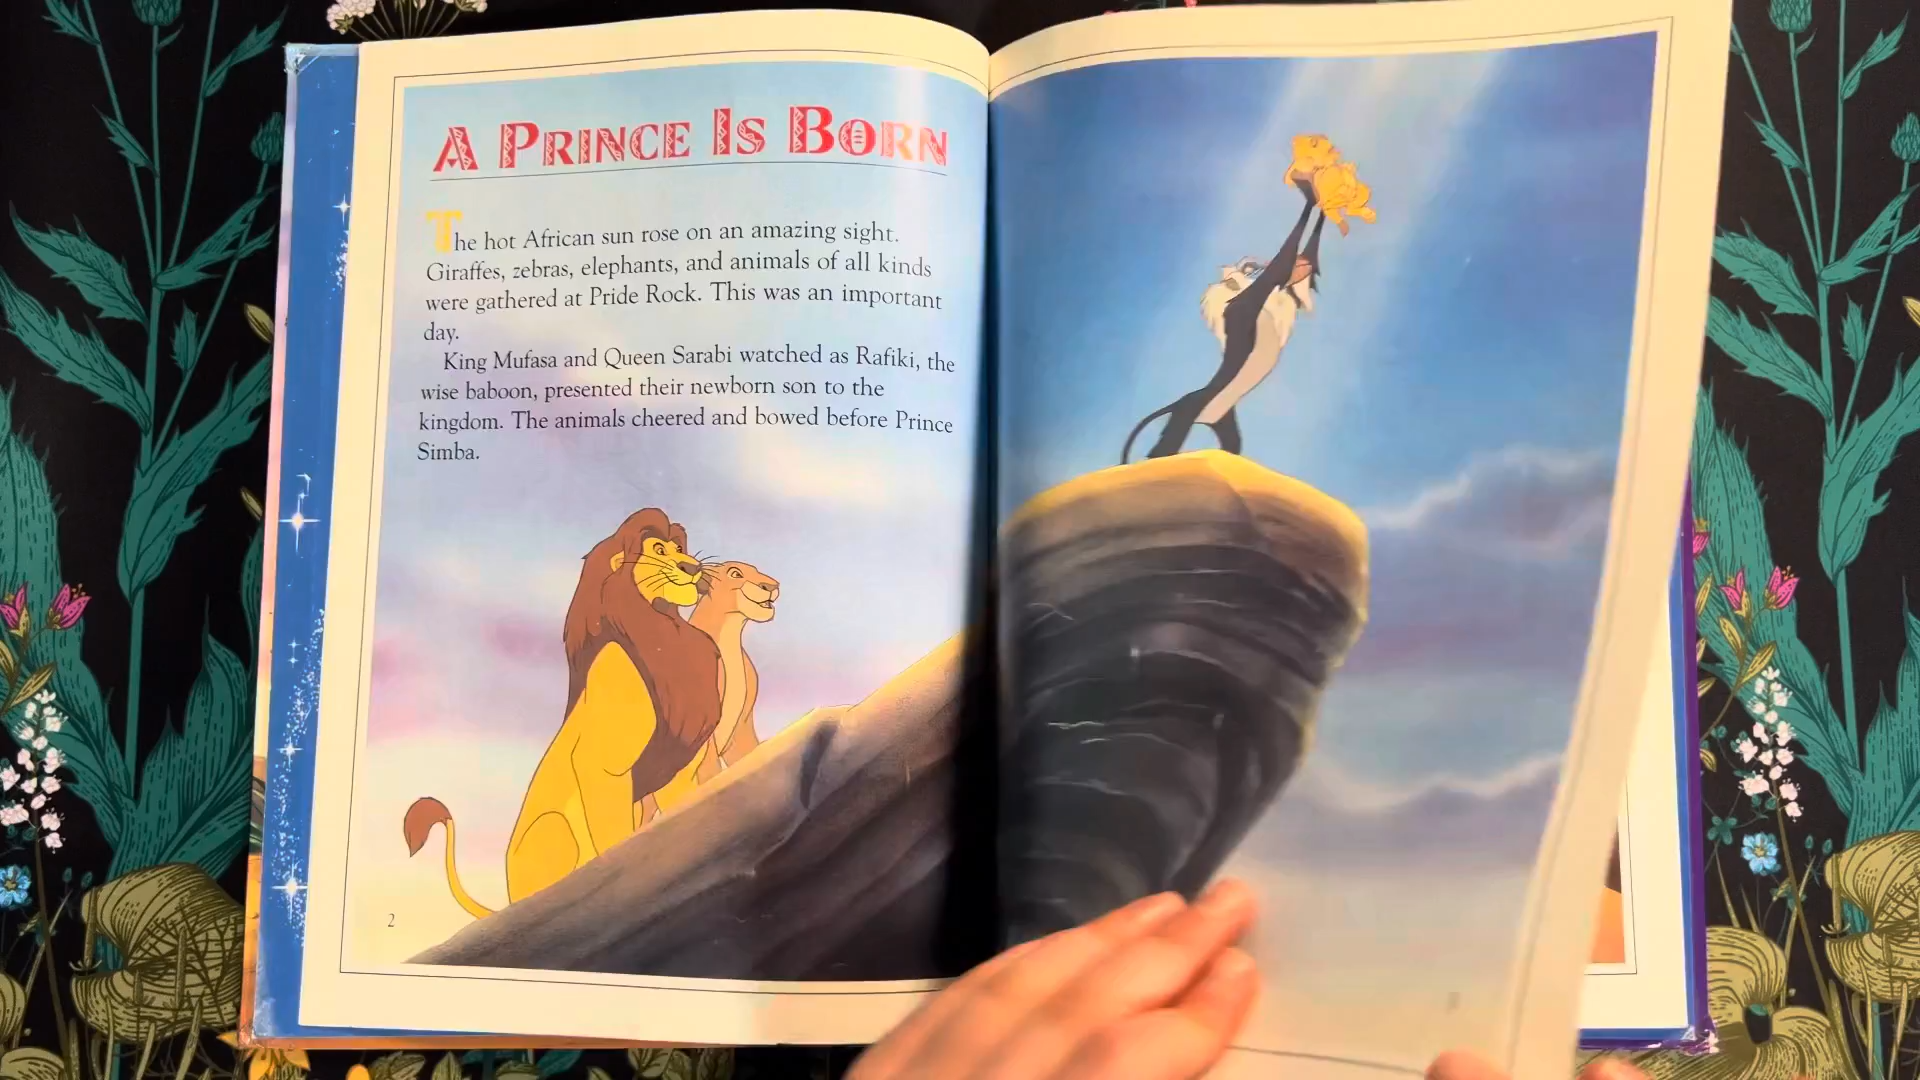 A PRINCE IS BORN
The hot African sun rose on an amazing sight.
Giraffes, zebras, elephants, and animals of all kinds
were gathered at Pride Rock. This was an important
day.
King Mufasa and Queen Sarabi watched as Rafiki, the
wise baboon, presented their newborn son to the
kingdom. The animals cheered and bowed before Prince
Simba.
2